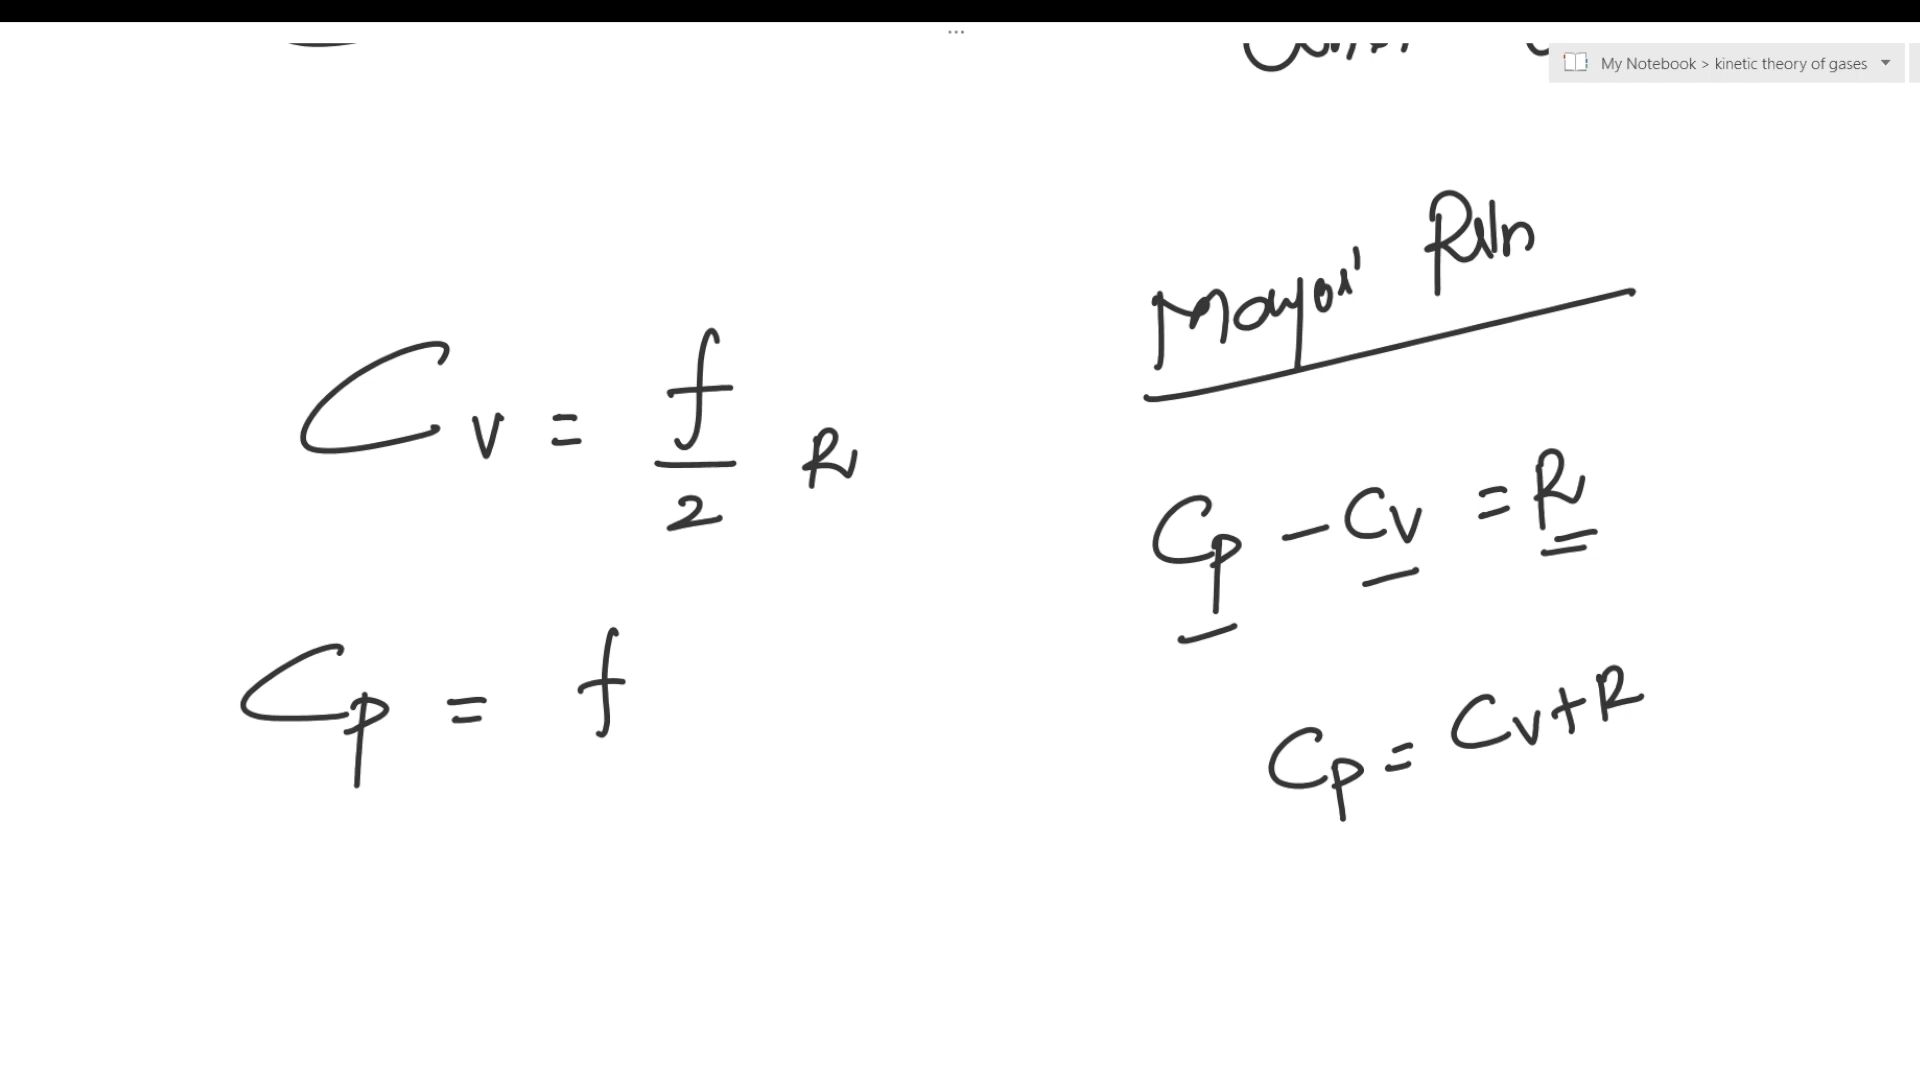 My Notebook > kinetic theory of gases
Mayor' Rln
Cv = f/2 R
Cp - Cv = R
Cp = f
Cp = Cv + R